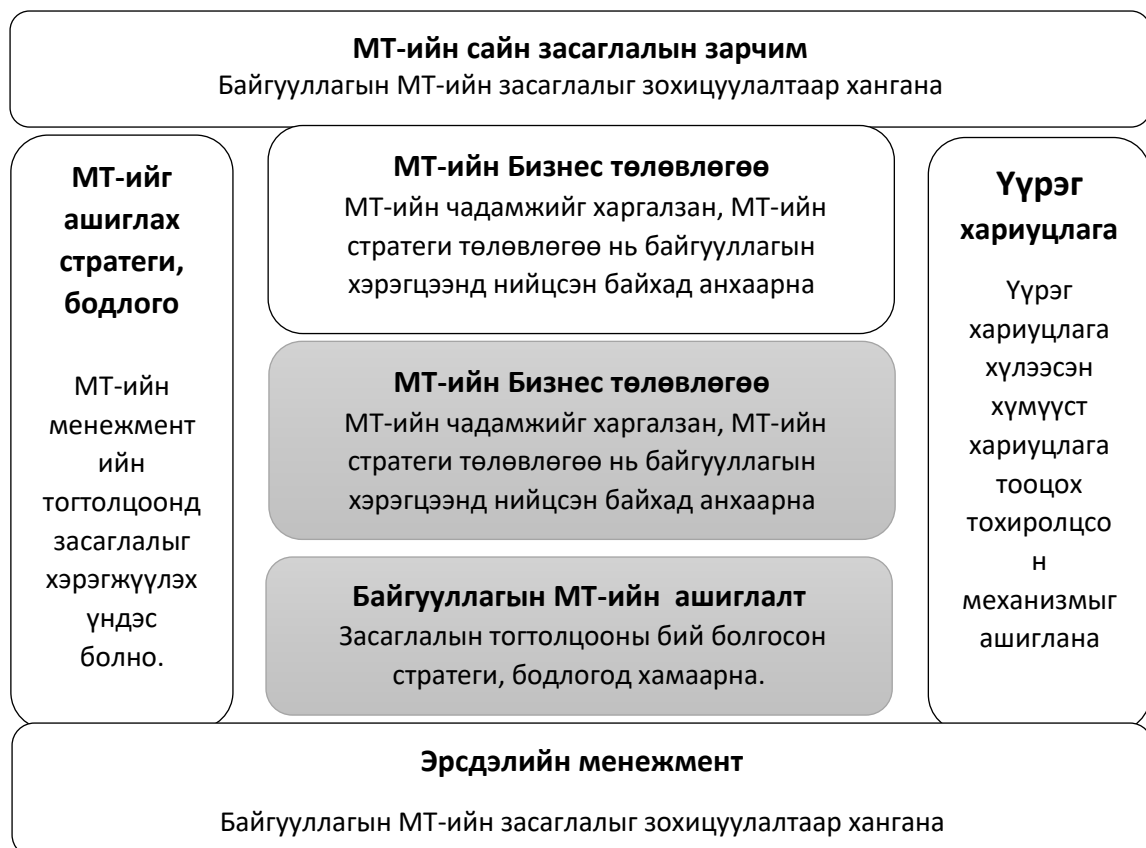 МТ-ийн сайн засаглалын зарчим
Байгууллагын МТ-ийн засаглалыг зохицуулалтаар хангана
МТ-ийг
ашиглах
стратеги,
бодлого
МТ-ийн
менежмент
ийн
тогтолцоонд
засаглалыг
хэрэгжүүлэх
үндэс
болно.
МТ-ийн Бизнес төлөвлөгөө
МТ-ийн чадамжийг харгалзан, МТ-ийн
стратеги төлөвлөгөө нь байгууллагын
хэрэгцээнд нийцсэн байхад анхаарна
МТ-ийн Бизнес төлөвлөгөө
МТ-ийн чадамжийг харгалзан, МТ-ийн
стратеги төлөвлөгөө нь байгууллагын
хэрэгцээнд нийцсэн байхад анхаарна
Байгууллагын МТ-ийн ашиглалт
Засаглалын тогтолцооны бий болгосон
стратеги, бодлогод хамаарна.
Үүрэг
хариуцлага
Үүрэг
хариуцлага
хүлээсэн
хүмүүст
хариуцлага
тооцох
тохиролцсо
н
механизмыг
ашиглана
Эрсдэлийн менежмент
Байгууллагын МТ-ийн засаглалыг зохицуулалтаар хангана